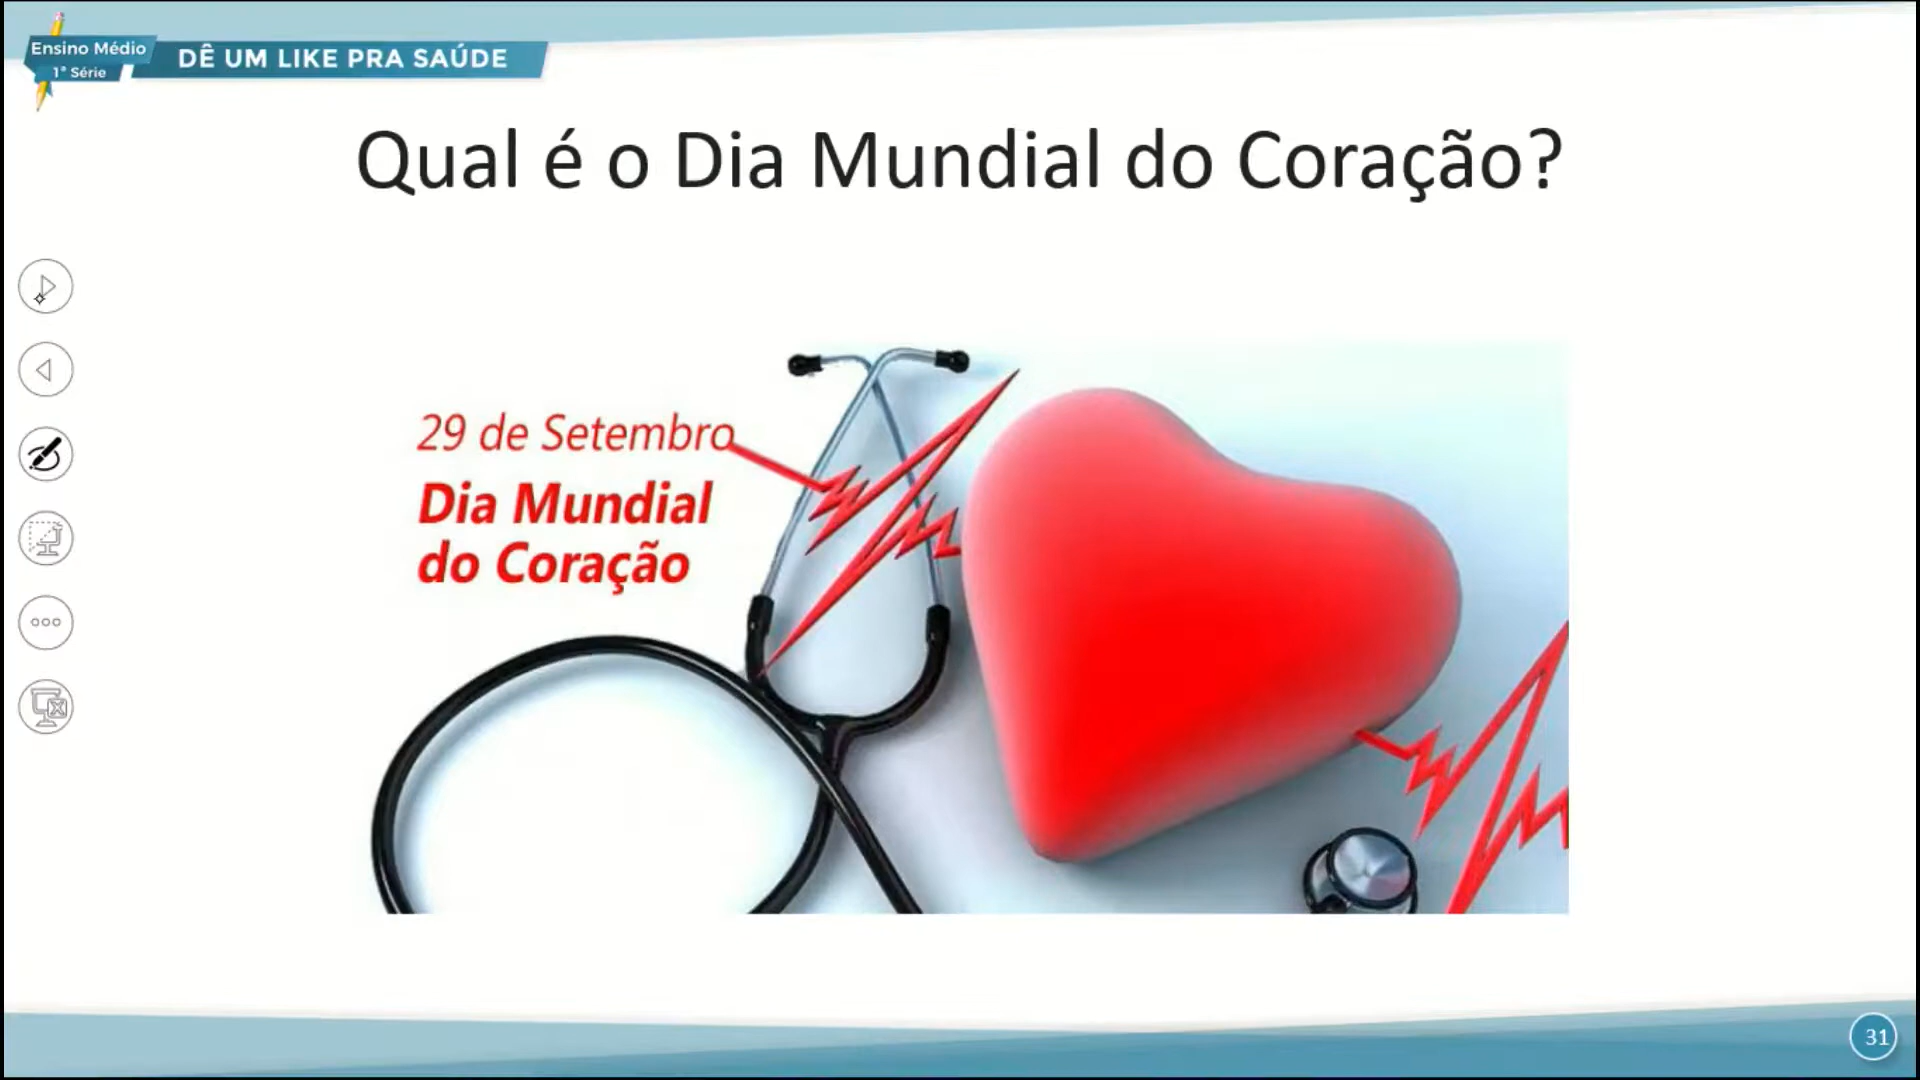 Ensino Médio
1ª Série
DÊ UM LIKE PRA SAÚDE
Qual é o Dia Mundial do Coração?
29 de Setembro
Dia Mundial
do Coração
31